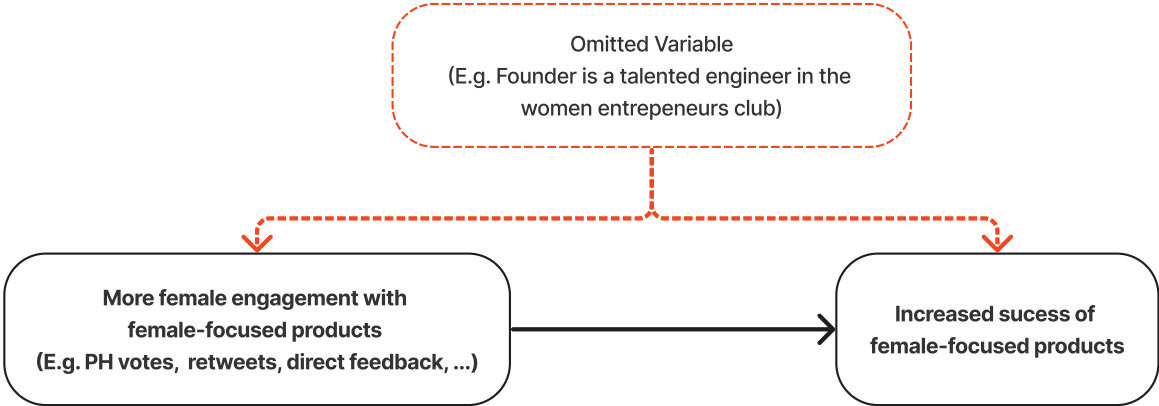 Omitted Variable
(E.g. Founder is a talented engineer in the
women entrepeneurs club)
More female engagement with
female-focused products
(E.g. PH votes,  retweets, direct feedback, ...)
Increased sucess of
female-focused products